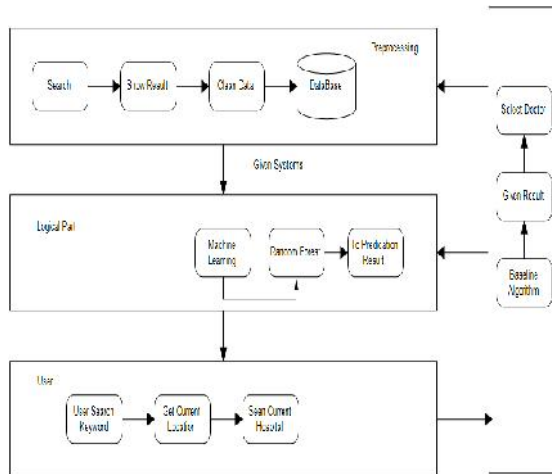 Preprocessing
Search
Show Result
Clean Data
DataBase
Given Systems
Logical Part
Machine
Learning
Random Forest
To Predication
Result
Select Doctor
Given Result
Baseline
Algorithm
User
User Search
Keyword
Get Current
Location
Seen Current
Hospital